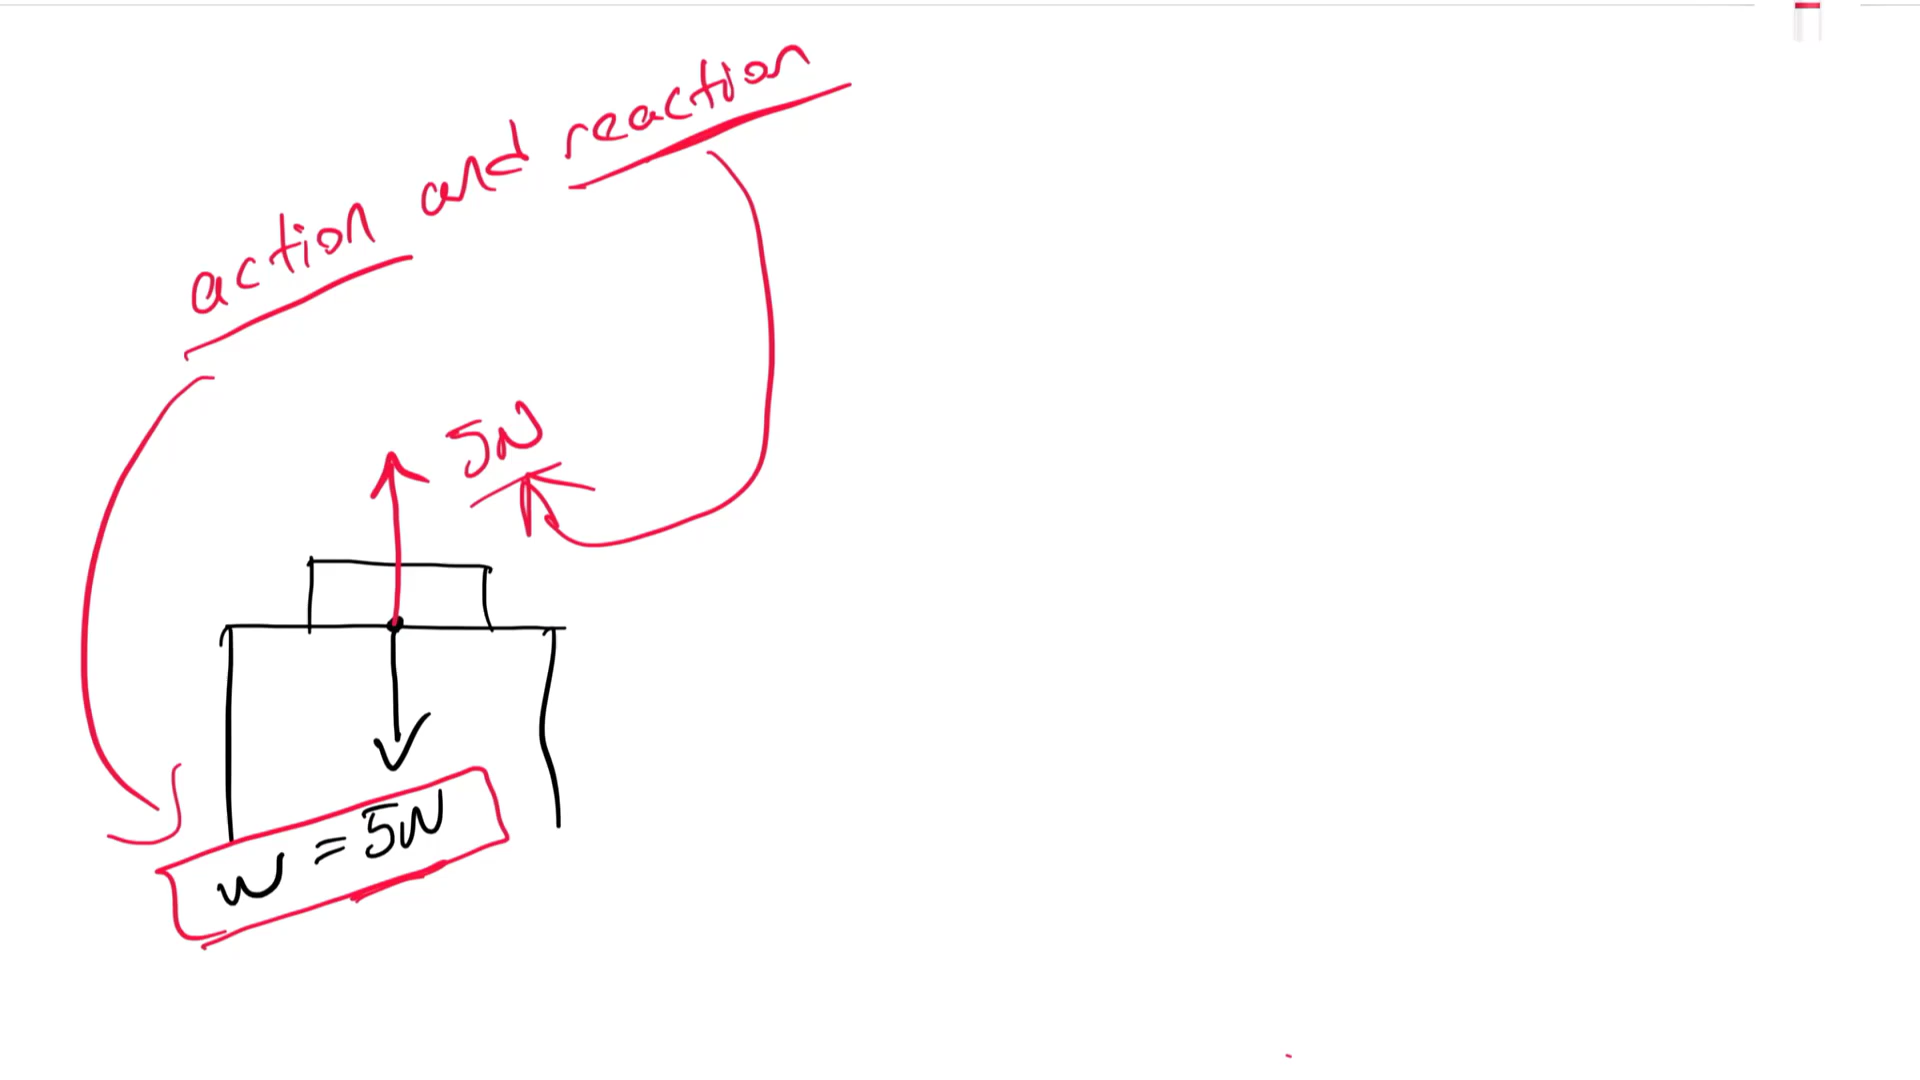 action and reaction
5N
w = 5N